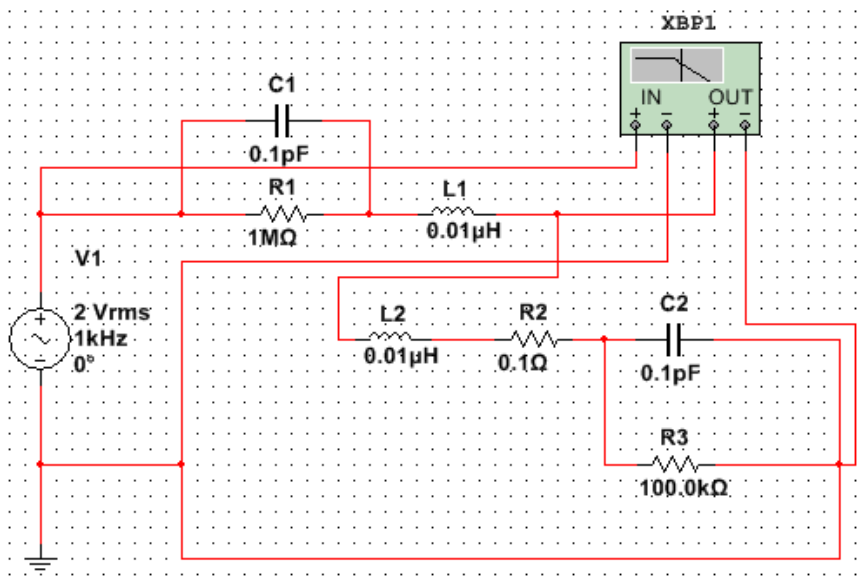 XBP1
IN OUT
+ − + −
C1
0.1pF
R1
1MΩ
L1
0.01µH
V1
+
−
2 Vrms
1kHz
0°
L2
0.01µH
R2
0.1Ω
C2
0.1pF
R3
100.0kΩ